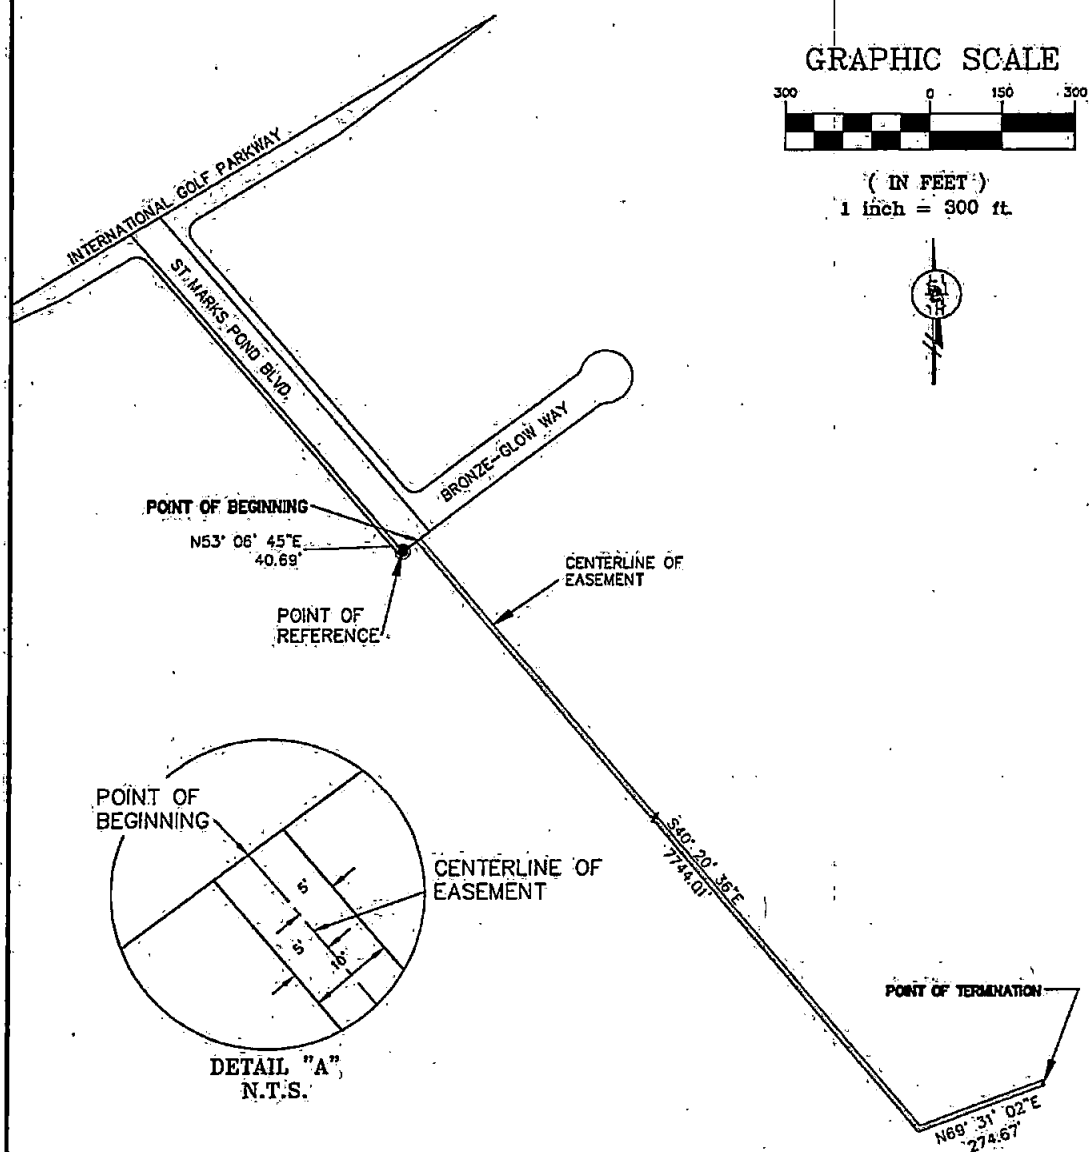 GRAPHIC SCALE
300 0 150 300
( IN FEET )
1 inch = 300 ft.
INTERNATIONAL GOLF PARKWAY
ST. MARKS POND BLVD.
BRONZE-GLOW WAY
POINT OF BEGINNING
N53° 06' 45"E
40.69'
POINT OF
REFERENCE
CENTERLINE OF
EASEMENT
S40° 20' 36"E
7744.01'
POINT OF
BEGINNING
CENTERLINE OF
EASEMENT
5'
5'
10'
DETAIL "A"
N.T.S.
POINT OF TERMINATION
N69° 31' 02"E
274.67'